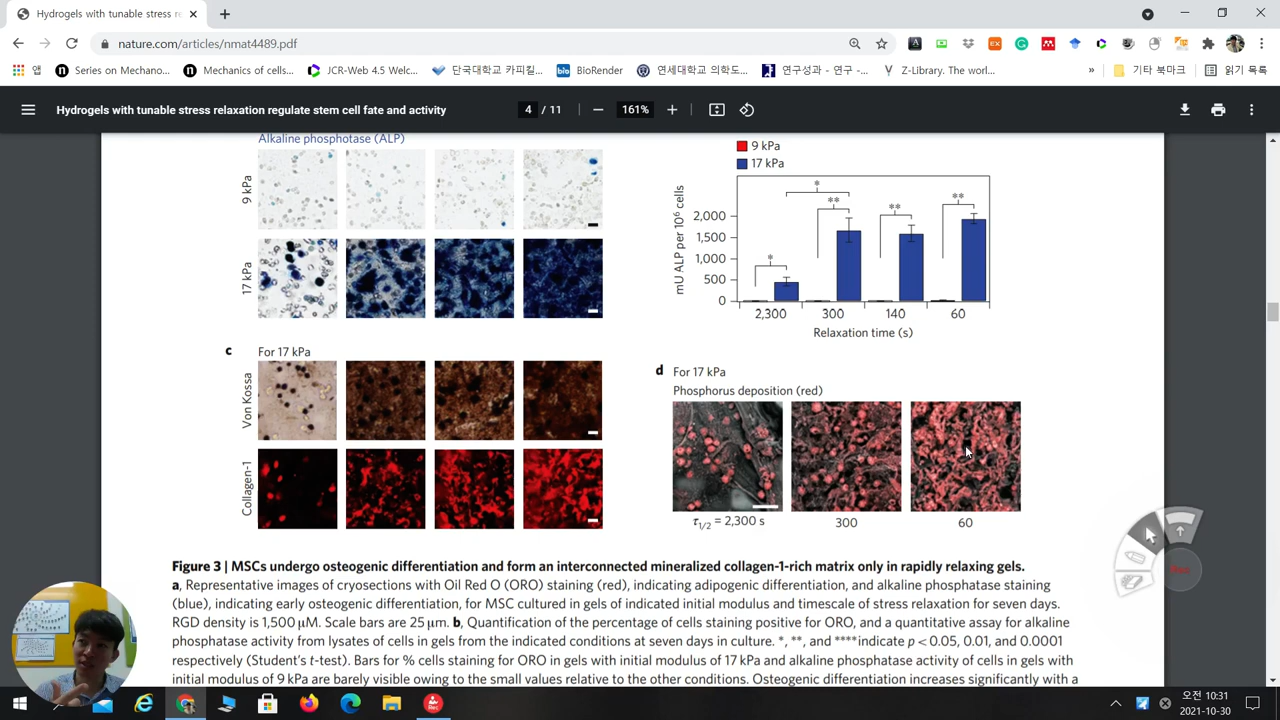 Hydrogels with tunable stress r
nature.com/articles/nmat4489.pdf
앱
Series on Mechano...
Mechanics of cells...
JCR-Web 4.5 Welc...
단국대학교 카피킬...
BioRender
연세대학교 의학도...
연구성과 - 연구 -...
Z-Library. The worl...
»
기타 북마크
읽기 목록
Hydrogels with tunable stress relaxation regulate stem cell fate and activity
4 / 11
161%
Alkaline phosphotase (ALP)
9 kPa
17 kPa
9 kPa
17 kPa
mU ALP per 10⁶ cells
2,000
1,500
1,000
500
0
*
*
**
**
**
2,300 300 140 60
Relaxation time (s)
c For 17 kPa
Von Kossa
Collagen-1
d For 17 kPa
Phosphorus deposition (red)
τ1/2 = 2,300 s 300 60
Figure 3 | MSCs undergo osteogenic differentiation and form an interconnected mineralized collagen-1-rich matrix only in rapidly relaxing gels.
a, Representative images of cryosections with Oil Red O (ORO) staining (red), indicating adipogenic differentiation, and alkaline phosphatase staining
(blue), indicating early osteogenic differentiation, for MSC cultured in gels of indicated initial modulus and timescale of stress relaxation for seven days.
RGD density is 1,500 μM. Scale bars are 25 μm. b, Quantification of the percentage of cells staining positive for ORO, and a quantitative assay for alkaline
phosphatase activity from lysates of cells in gels from the indicated conditions at seven days in culture. *, **, and ****indicate p < 0.05, 0.01, and 0.0001
respectively (Student's t-test). Bars for % cells staining for ORO in gels with initial modulus of 17 kPa and alkaline phosphatase activity of cells in gels with
initial modulus of 9 kPa are barely visible owing to the small values relative to the other conditions. Osteogenic differentiation increases significantly with a
오전 10:31
2021-10-30